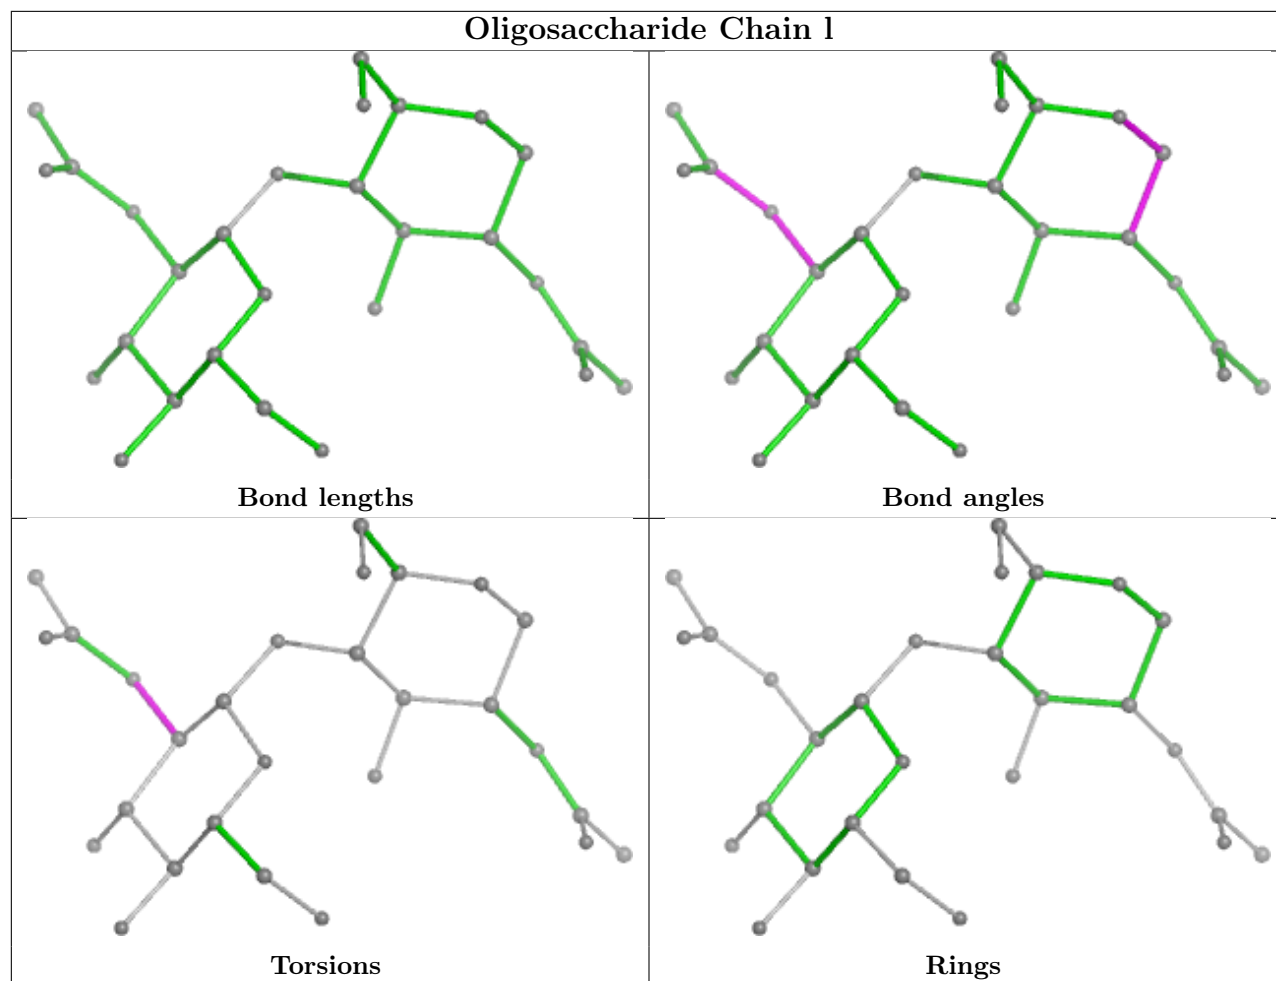 Oligosaccharide Chain l
Bond lengths
Bond angles
Torsions
Rings